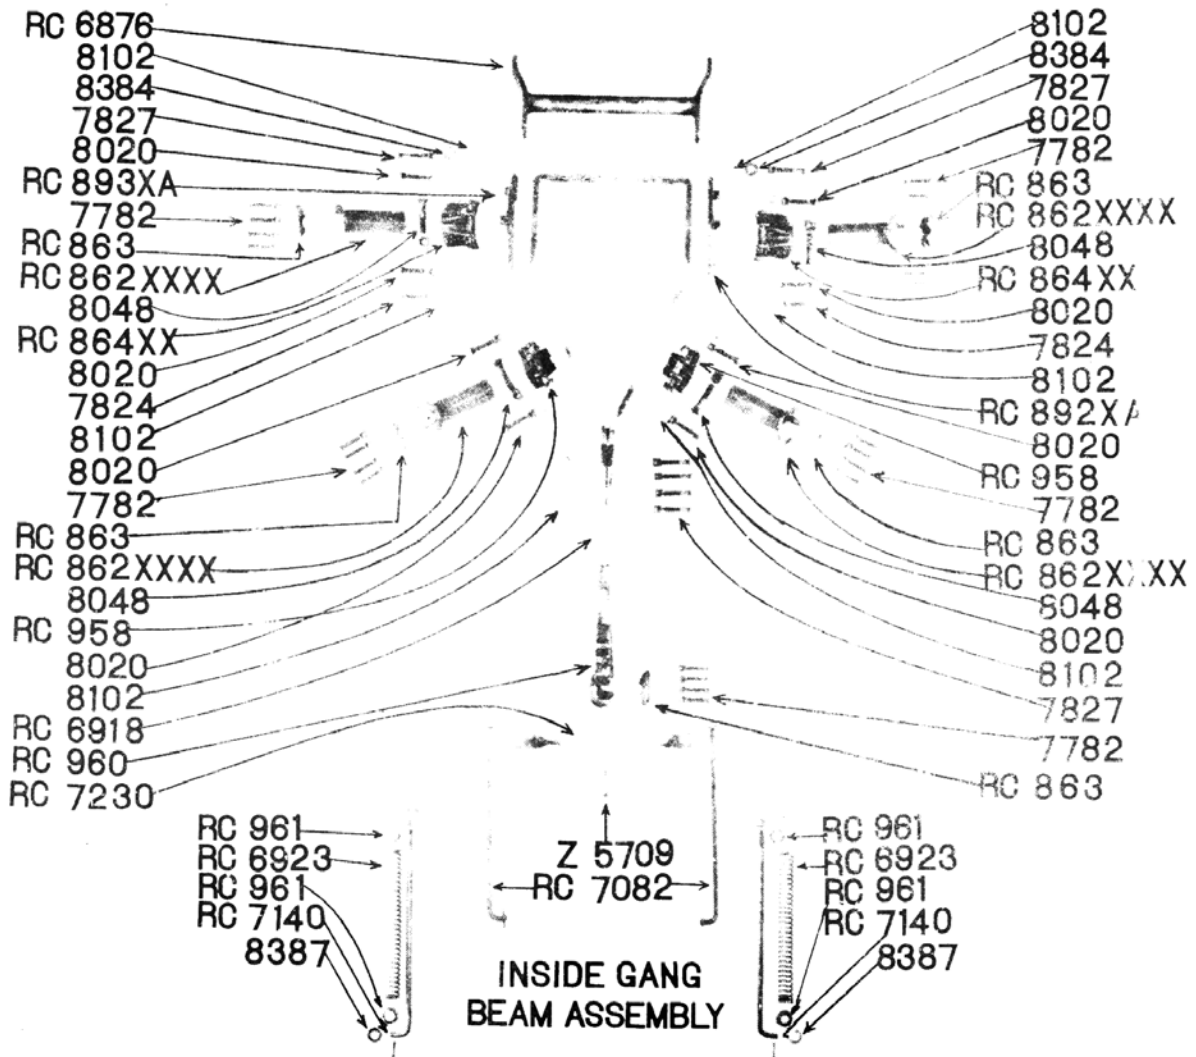 RC 6876
8102
8384
7827
8020
RC 893XA
7782
RC 863
RC 862XXXX
8048
RC 864XX
8020
7824
8102
8020
7782
RC 863
RC 862XXXX
8048
RC 958
8020
8102
RC 6918
RC 960
RC 7230
8102
8384
7827
8020
7782
RC 863
RC 862XXXX
8048
RC 864XX
8020
7824
8102
RC 892XA
8020
RC 958
7782
RC 863
RC 862XXXX
8048
8020
8102
7827
7782
RC 863
RC 961
RC 6923
RC 961
RC 7140
8387
Z 5709
RC 7082
RC 961
RC 6923
RC 961
RC 7140
8387
INSIDE GANG
BEAM ASSEMBLY